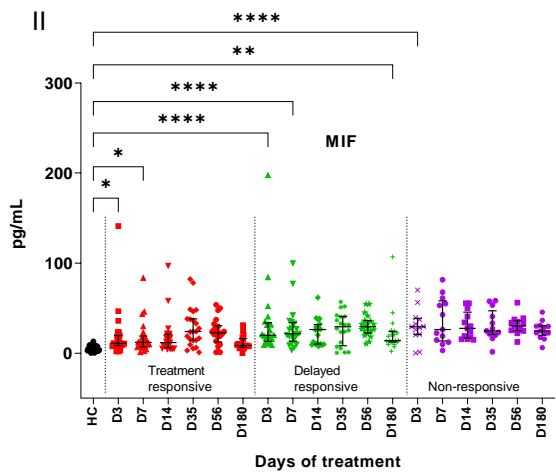 II
****
**
****
****
*
*
MIF
pg/mL
300
200
100
0
Treatment responsive
Delayed responsive
Non-responsive
HC D3 D7 D14 D35 D56 D180 D3 D7 D14 D35 D56 D180 D3 D7 D14 D35 D56 D180
Days of treatment